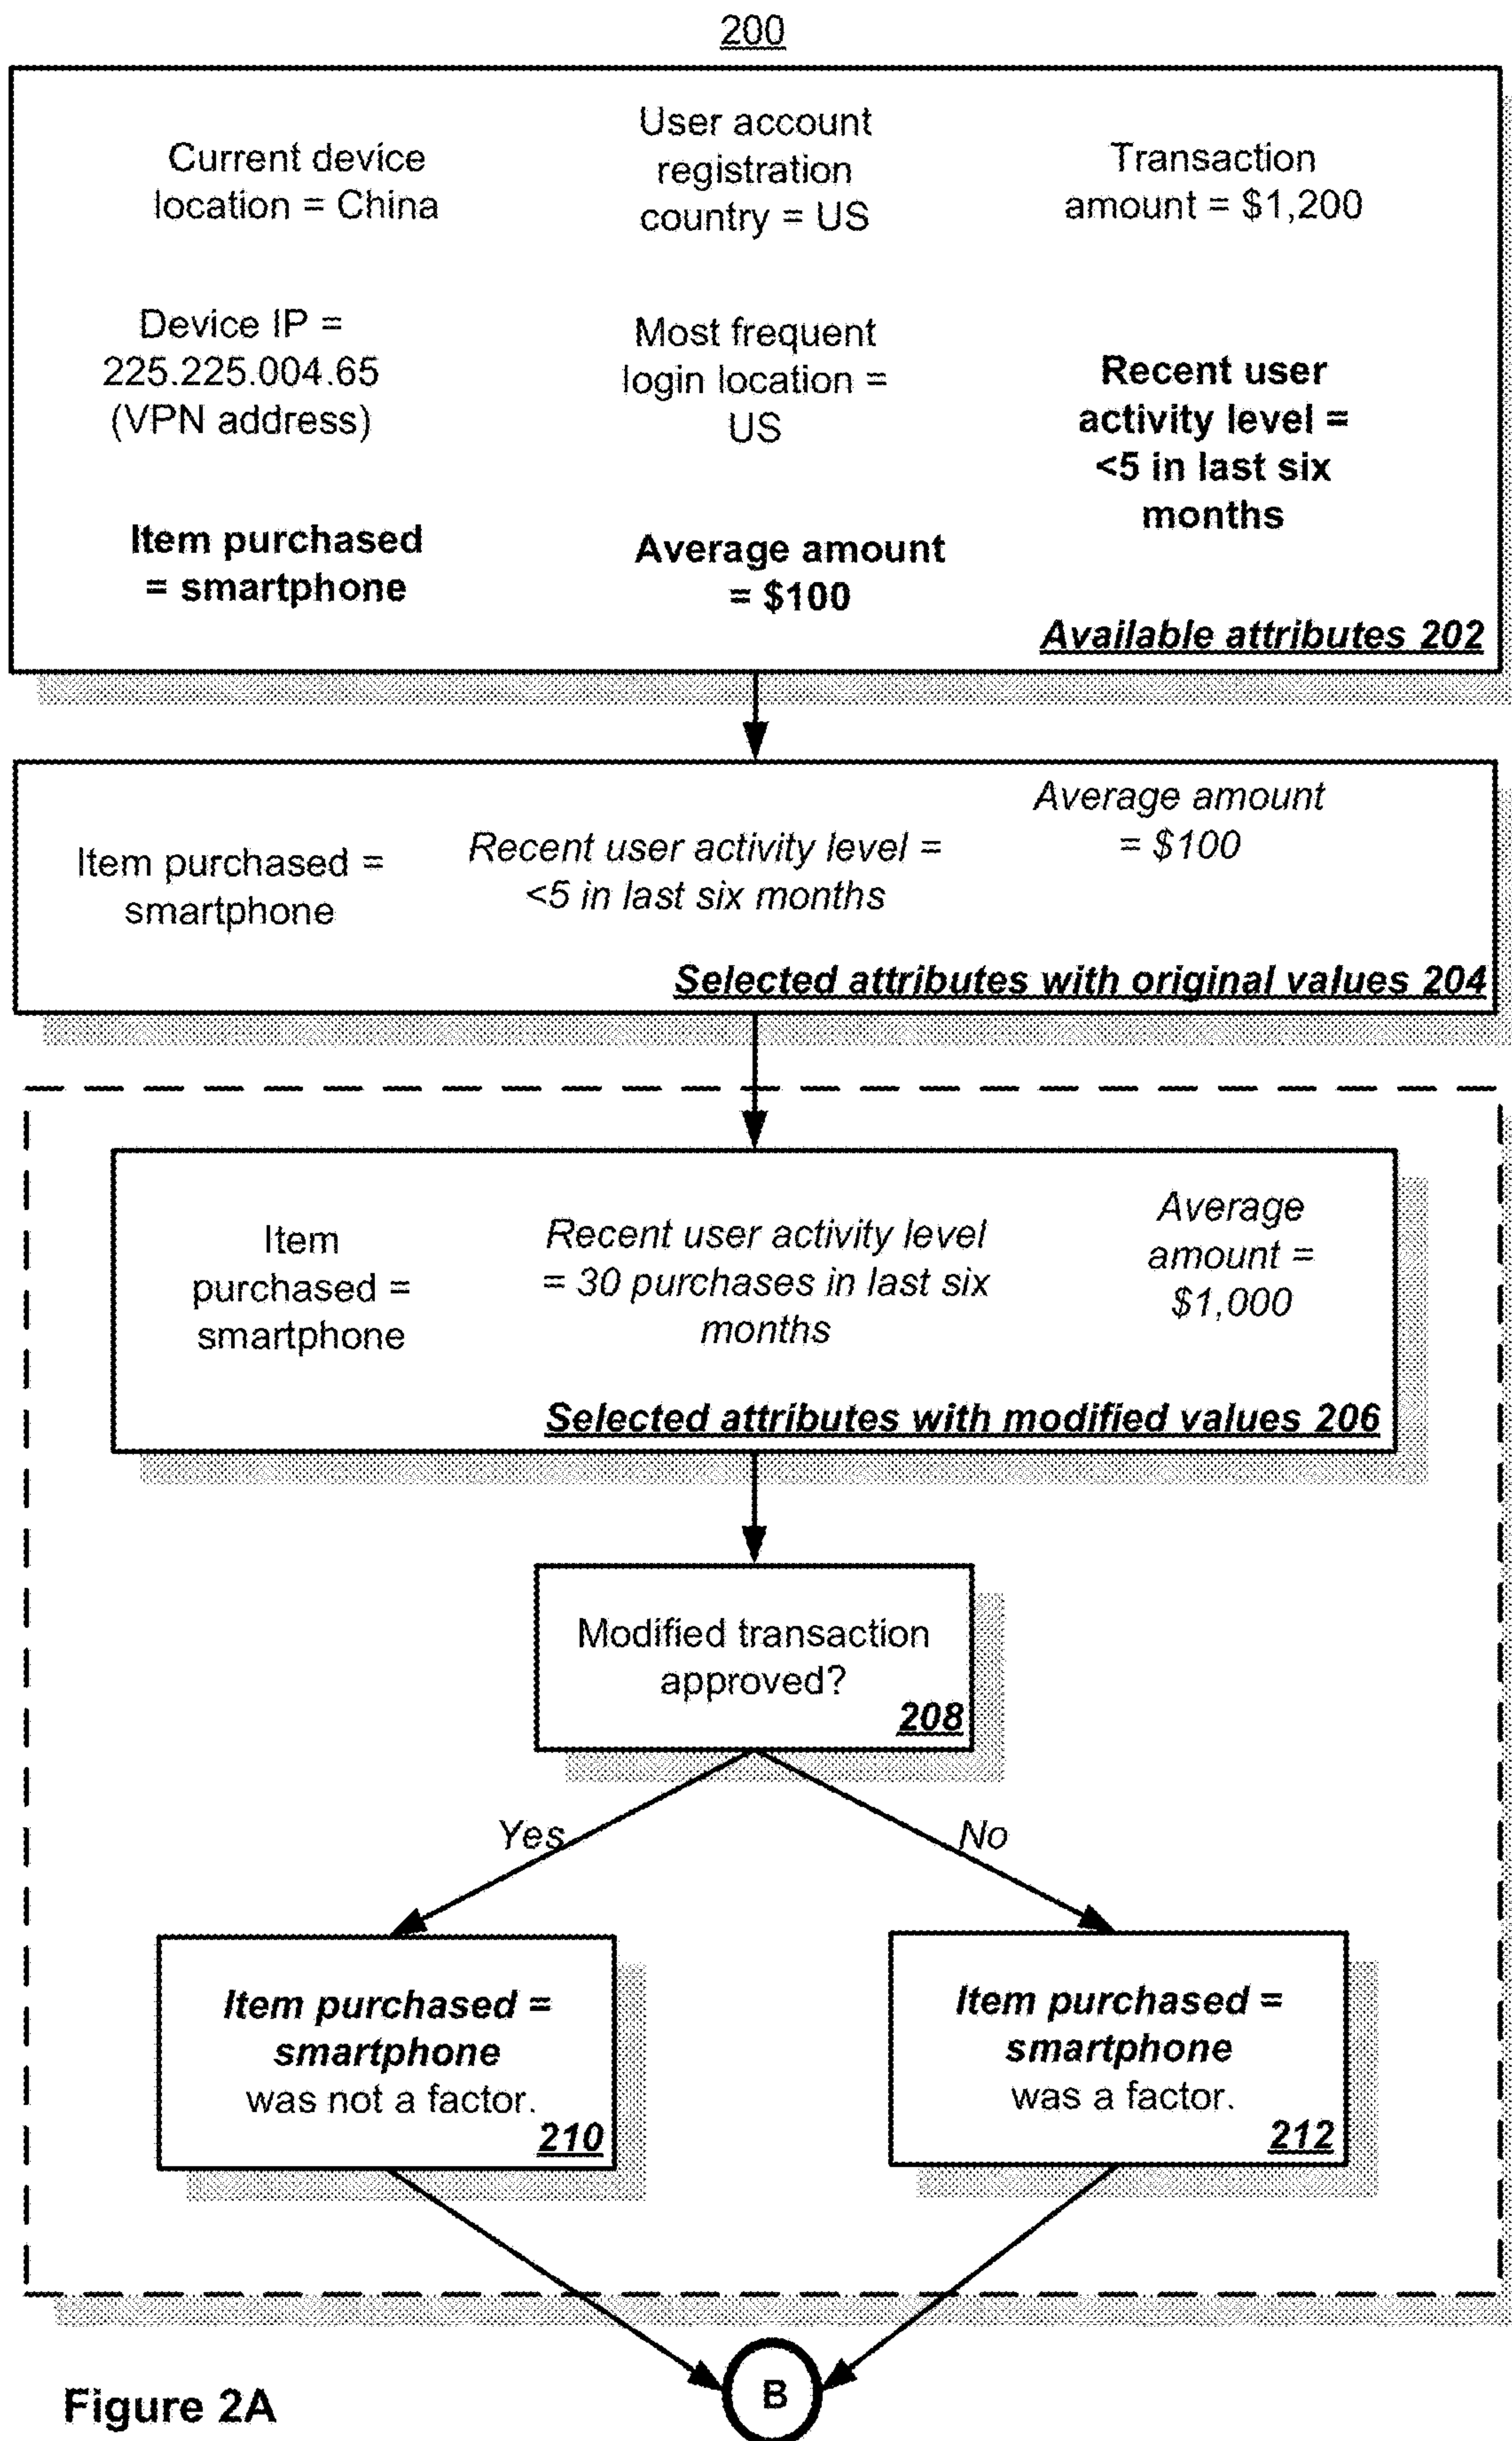 200
Current device
location = China
User account
registration
country = US
Transaction
amount = $1,200
Device IP =
225.225.004.65
(VPN address)
Most frequent
login location =
US
Recent user
activity level =
<5 in last six
months
Item purchased
= smartphone
Average amount
= $100
Available attributes 202
Item purchased =
smartphone
Recent user activity level =
<5 in last six months
Average amount
= $100
Selected attributes with original values 204
Item
purchased =
smartphone
Recent user activity level
= 30 purchases in last six
months
Average
amount =
$1,000
Selected attributes with modified values 206
Modified transaction
approved?
208
Yes
No
Item purchased =
smartphone
was not a factor.
210
Item purchased =
smartphone
was a factor.
212
B
Figure 2A